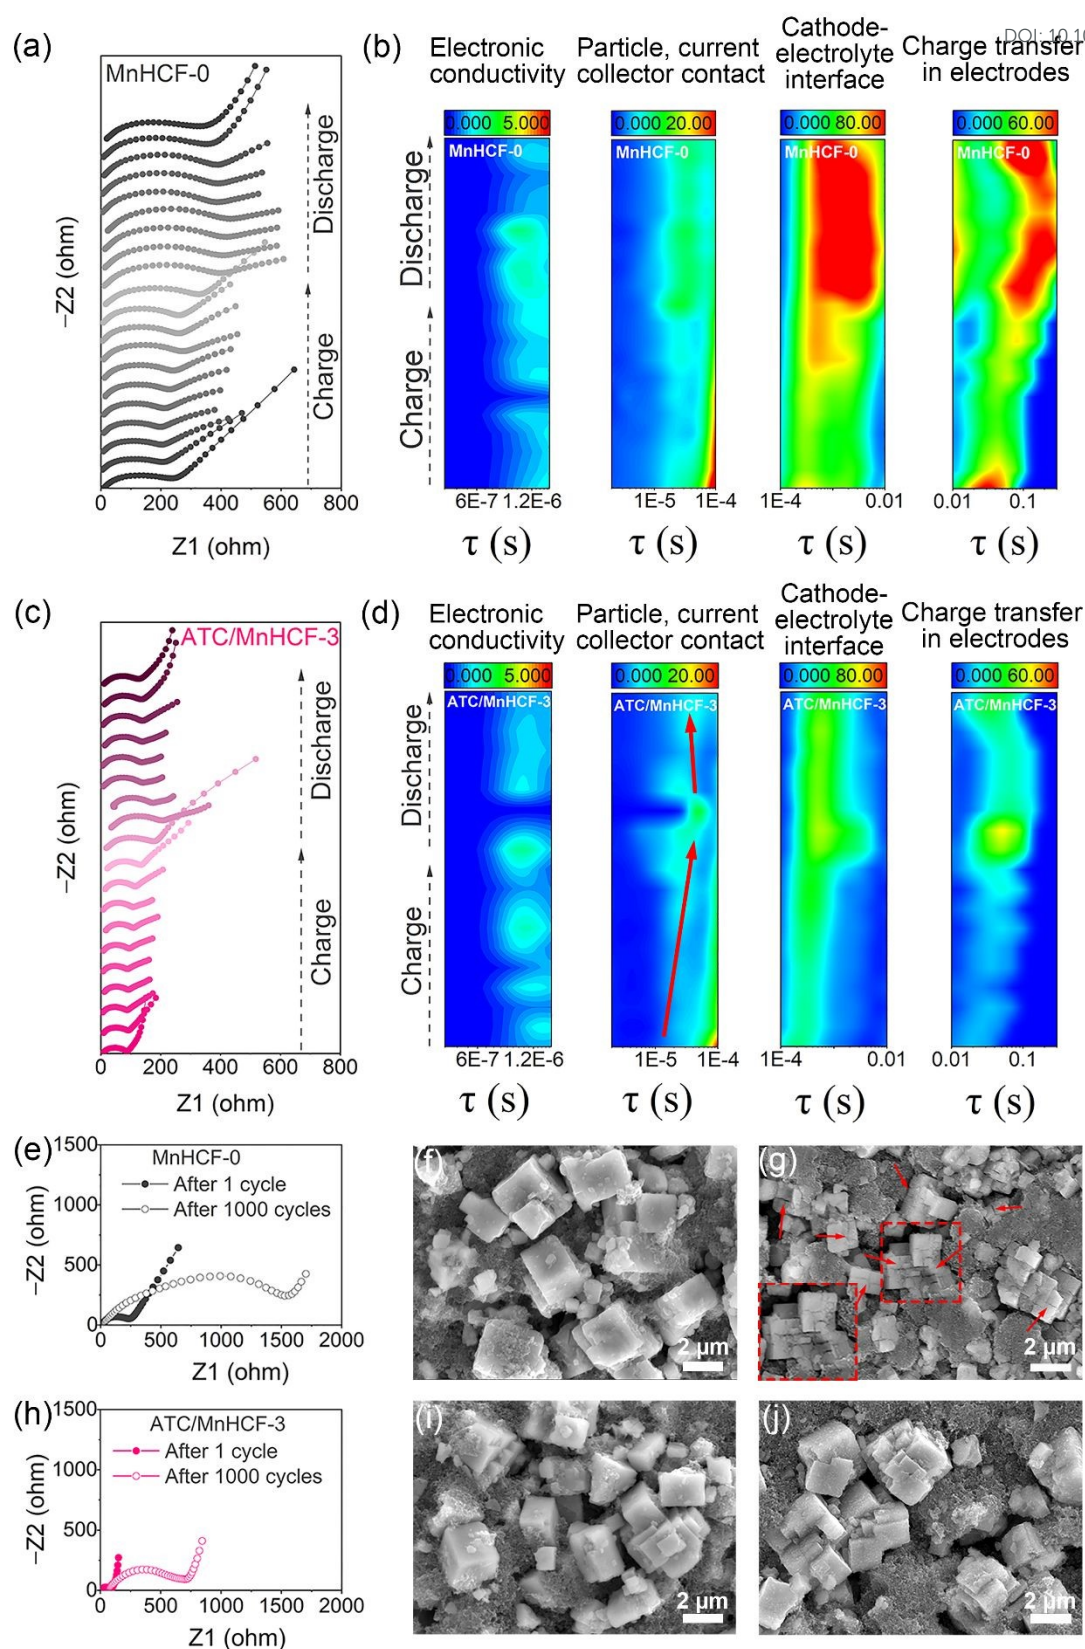 DOI: 10.10
(a)
MnHCF-0
−Z2 (ohm)
Discharge
Charge
0 200 400 600 800
Z1 (ohm)
(b)
Electronic
conductivity
Particle, current
collector contact
Cathode-
electrolyte
interface
Charge transfer
in electrodes
0.000 5.000
0.000 20.00
0.000 80.00
0.000 60.00
MnHCF-0
MnHCF-0
MnHCF-0
MnHCF-0
Discharge
Charge
6E-7 1.2E-6
1E-5 1E-4
1E-4 0.01
0.01 0.1
τ (s)
τ (s)
τ (s)
τ (s)
(c)
ATC/MnHCF-3
−Z2 (ohm)
Discharge
Charge
0 200 400 600 800
Z1 (ohm)
(d)
Electronic
conductivity
Particle, current
collector contact
Cathode-
electrolyte
interface
Charge transfer
in electrodes
0.000 5.000
0.000 20.00
0.000 80.00
0.000 60.00
ATC/MnHCF-3
ATC/MnHCF-3
ATC/MnHCF-3
ATC/MnHCF-3
Discharge
Charge
6E-7 1.2E-6
1E-5 1E-4
1E-4 0.01
0.01 0.1
τ (s)
τ (s)
τ (s)
τ (s)
(e)
1500
1000
500
0
−Z2 (ohm)
MnHCF-0
After 1 cycle
After 1000 cycles
0 500 1000 1500 2000
Z1 (ohm)
(f)
2 μm
(g)
2 μm
(h)
1500
1000
500
0
−Z2 (ohm)
ATC/MnHCF-3
After 1 cycle
After 1000 cycles
0 500 1000 1500 2000
Z1 (ohm)
(i)
2 μm
(j)
2 μm